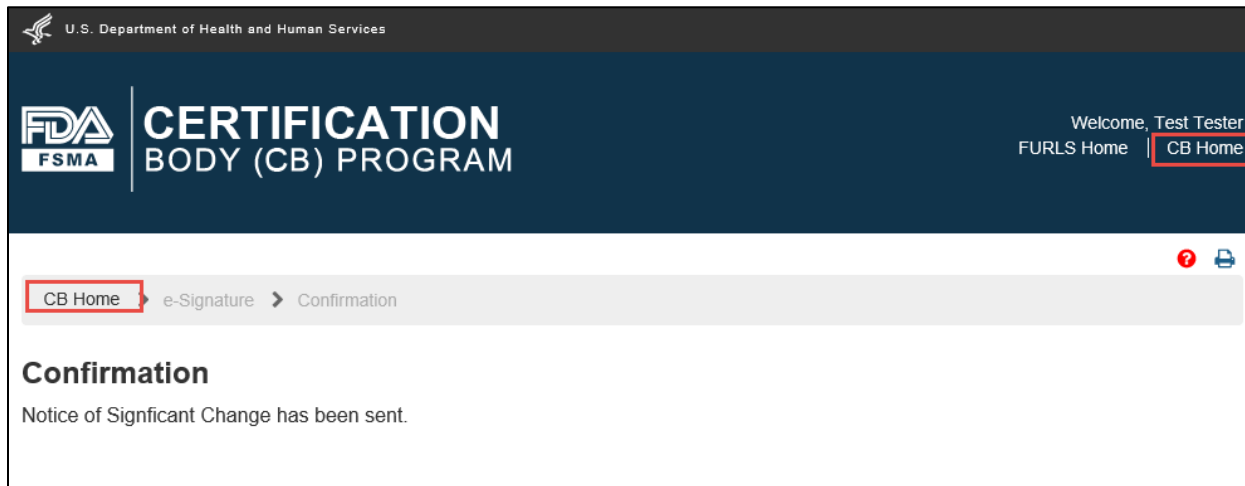 U.S. Department of Health and Human Services
FDA
FSMA
CERTIFICATION
BODY (CB) PROGRAM
Welcome, Test Tester
FURLS Home | CB Home
CB Home > e-Signature > Confirmation
Confirmation
Notice of Signficant Change has been sent.